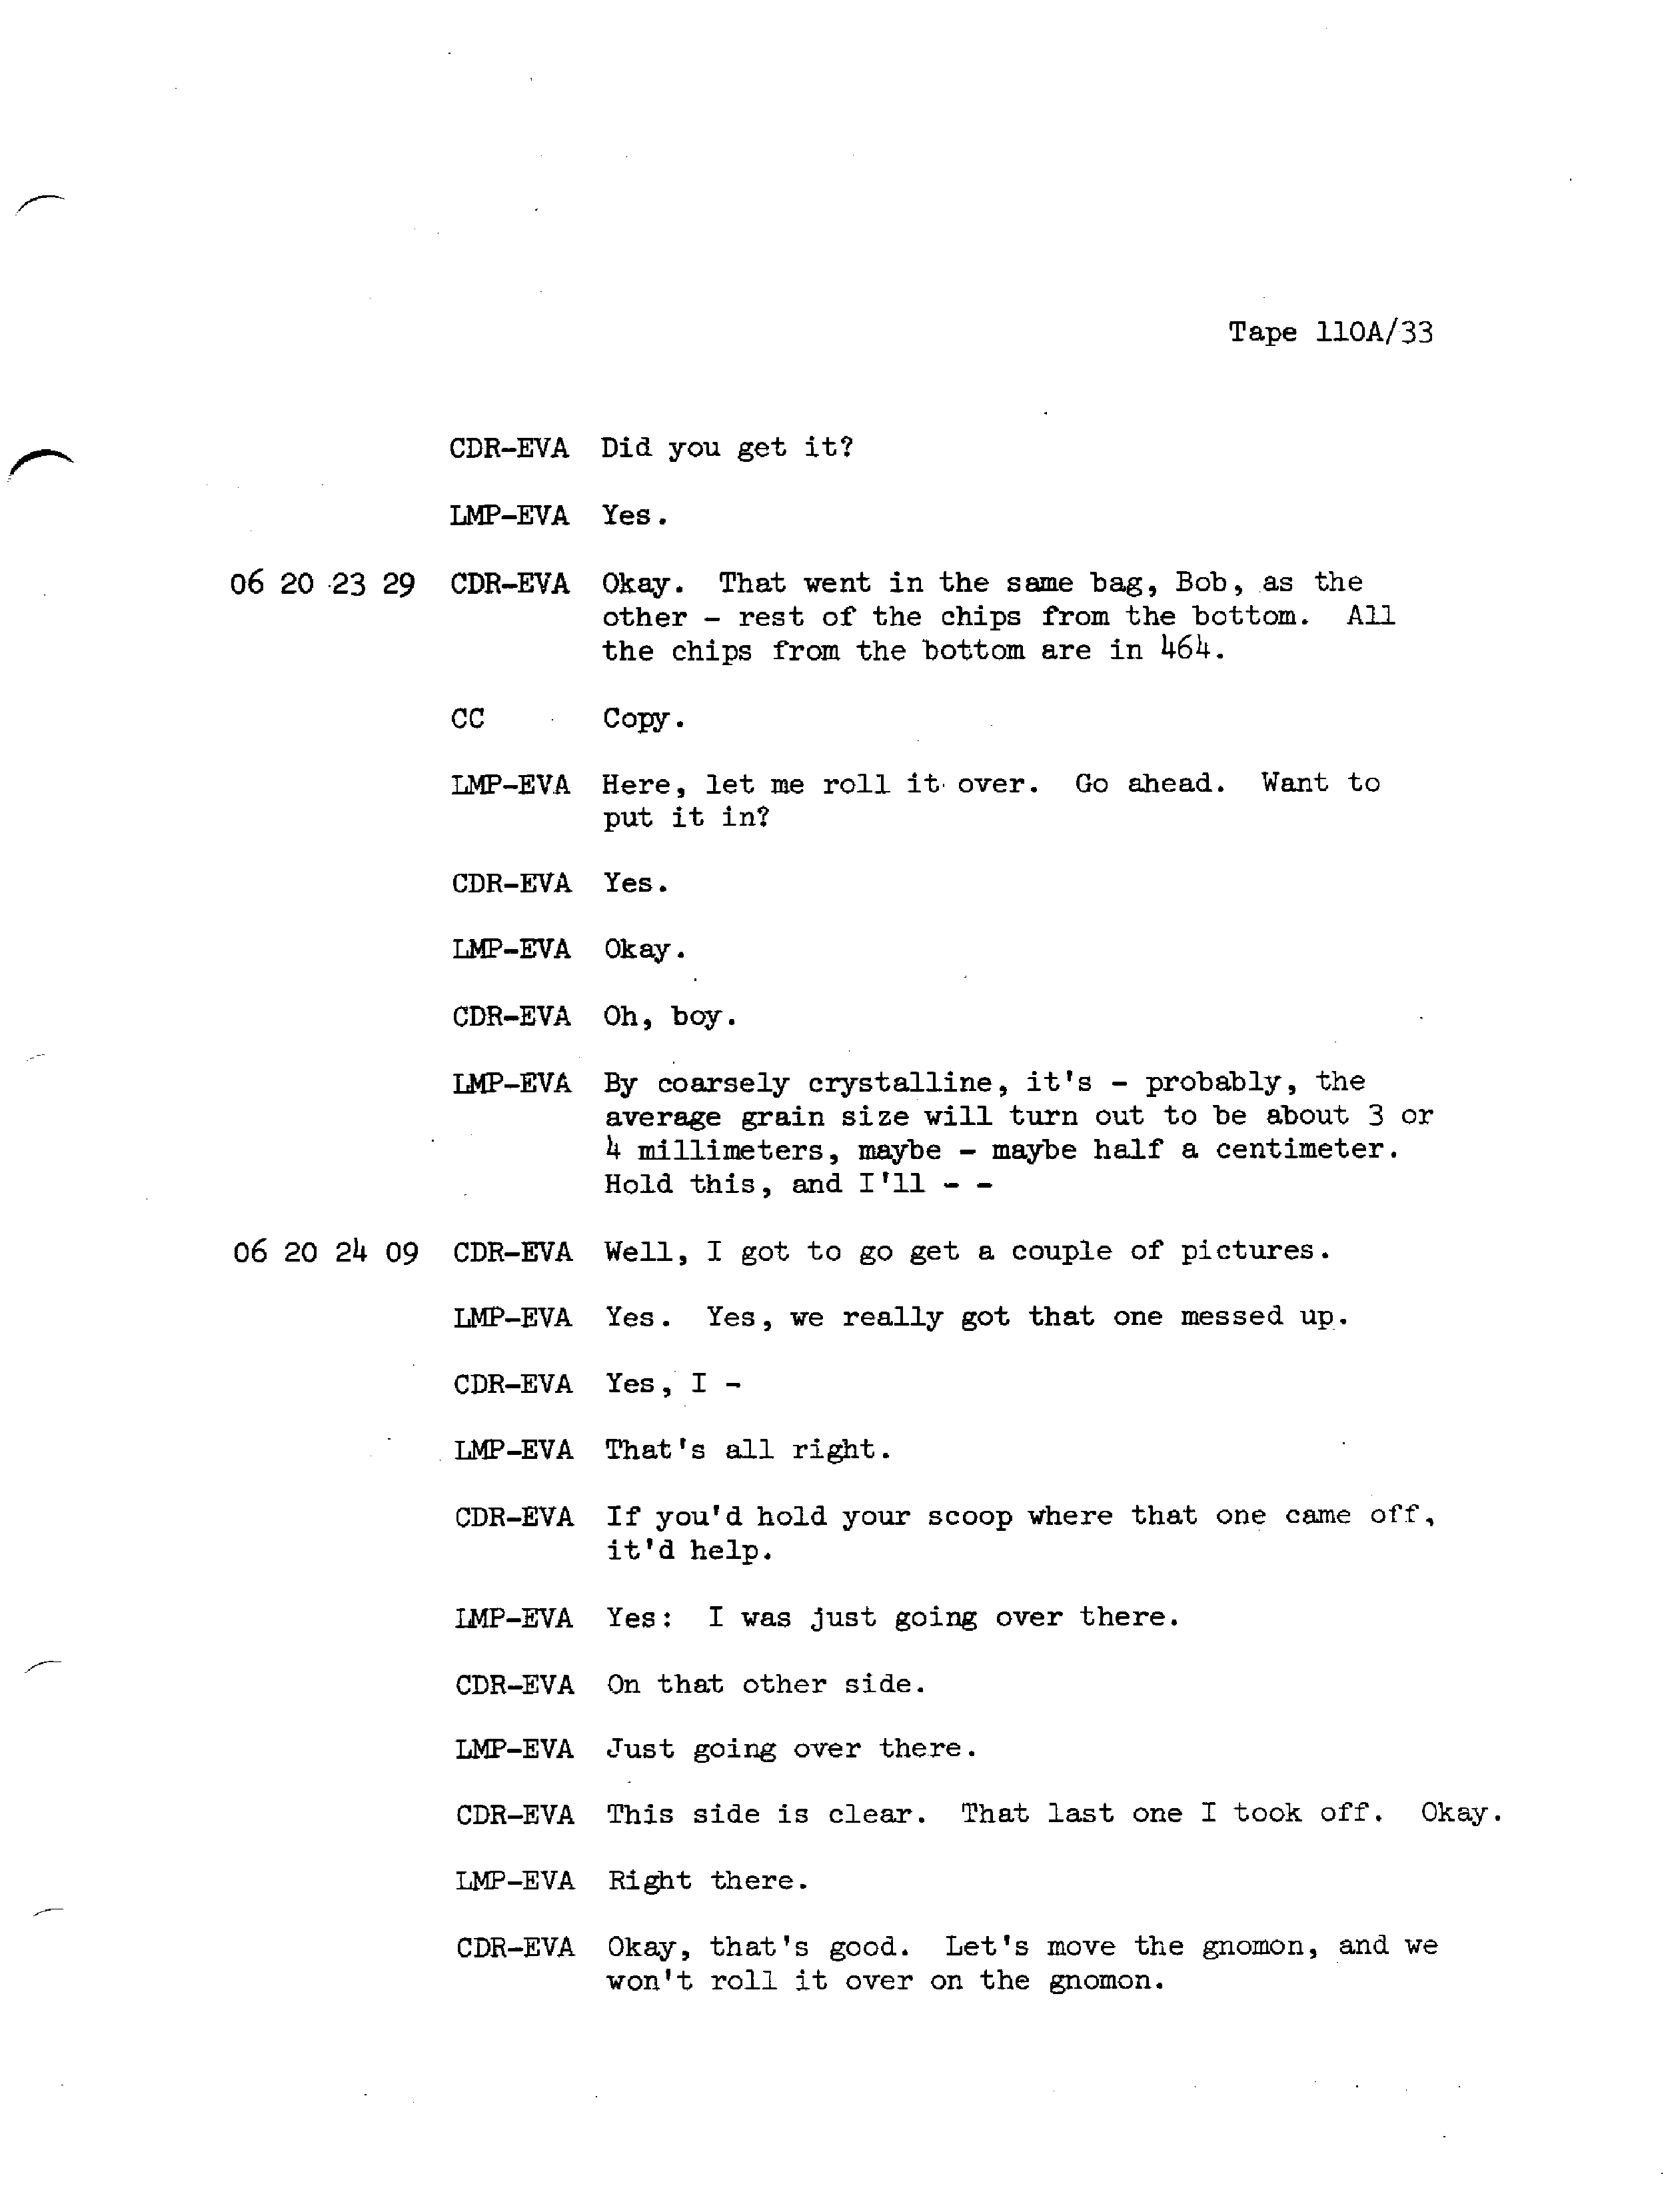 Tape 110A/33
CDR-EVA Did you get it?
LMP-EVA Yes.
06 20 23 29 CDR-EVA Okay. That went in the same bag, Bob, as the
other - rest of the chips from the bottom. All
the chips from the bottom are in 464.
CC Copy.
LMP-EVA Here, let me roll it over. Go ahead. Want to
put it in?
CDR-EVA Yes.
LMP-EVA Okay.
CDR-EVA Oh, boy.
LMP-EVA By coarsely crystalline, it's - probably, the
average grain size will turn out to be about 3 or
4 millimeters, maybe - maybe half a centimeter.
Hold this, and I'll - -
06 20 24 09 CDR-EVA Well, I got to go get a couple of pictures.
LMP-EVA Yes. Yes, we really got that one messed up.
CDR-EVA Yes, I -
LMP-EVA That's all right.
CDR-EVA If you'd hold your scoop where that one came off,
it'd help.
LMP-EVA Yes: I was just going over there.
CDR-EVA On that other side.
LMP-EVA Just going over there.
CDR-EVA This side is clear. That last one I took off. Okay.
LMP-EVA Right there.
CDR-EVA Okay, that's good. Let's move the gnomon, and we
won't roll it over on the gnomon.